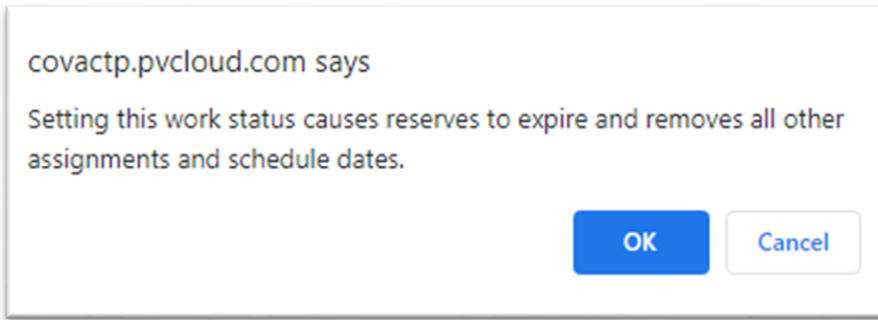 covactp.pvcloud.com says
Setting this work status causes reserves to expire and removes all other
assignments and schedule dates.
OK
Cancel